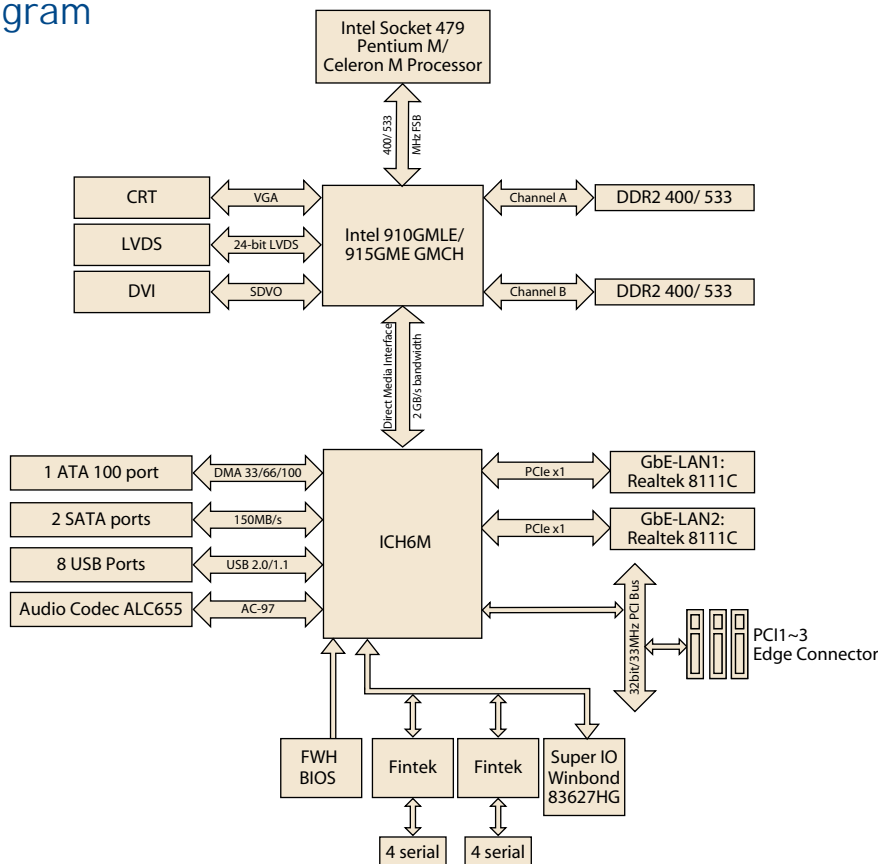 gram
Intel Socket 479
Pentium M/
Celeron M Processor
400/ 533
MHz FSB
CRT
VGA
LVDS
24-bit LVDS
DVI
SDVO
Intel 910GMLE/
915GME GMCH
Channel A
DDR2 400/ 533
Channel B
DDR2 400/ 533
Direct Media Interface
2 GB/s bandwidth
1 ATA 100 port
DMA 33/66/100
2 SATA ports
150MB/s
8 USB Ports
USB 2.0/1.1
Audio Codec ALC655
AC-97
ICH6M
PCIe x1
GbE-LAN1:
Realtek 8111C
PCIe x1
GbE-LAN2:
Realtek 8111C
32bit/33MHz PCI Bus
PCI1~3
Edge Connector
FWH
BIOS
Fintek
Fintek
Super IO
Winbond
83627HG
4 serial
4 serial